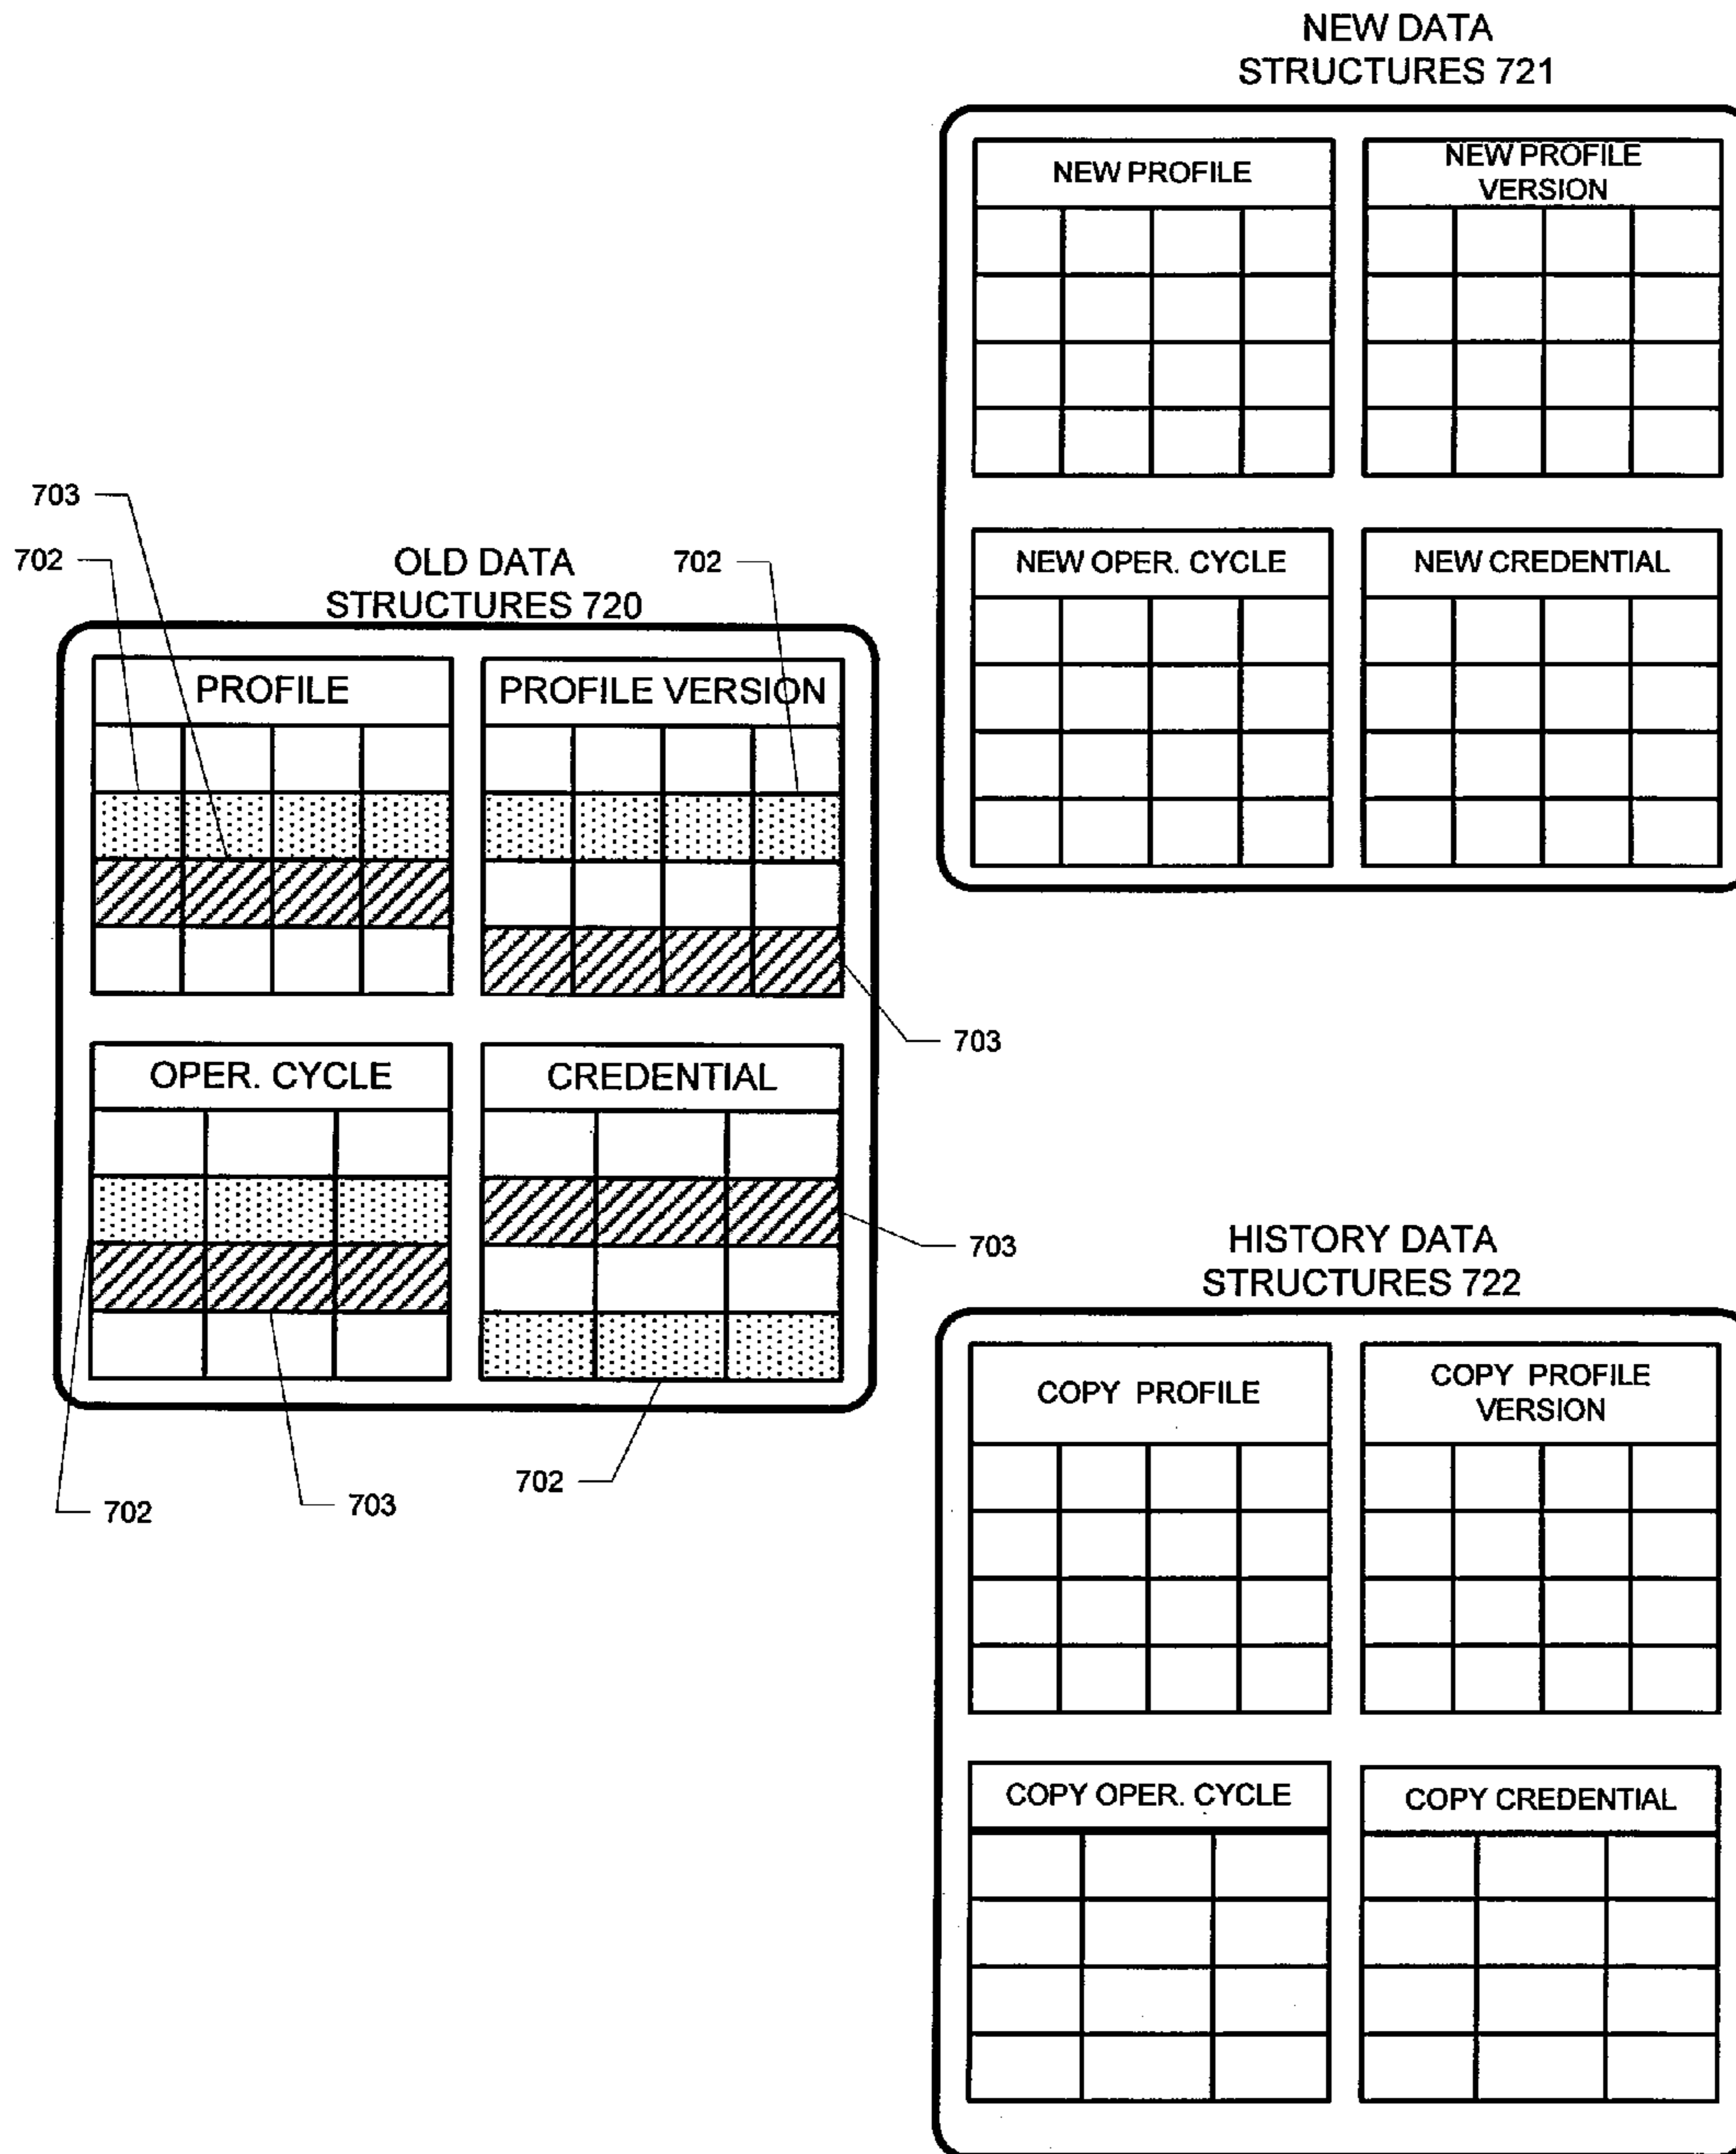 NEW DATA
STRUCTURES 721
NEW PROFILE
NEW PROFILE
VERSION
NEW OPER. CYCLE
NEW CREDENTIAL
703
702
OLD DATA
STRUCTURES 720
702
PROFILE
PROFILE VERSION
703
OPER. CYCLE
CREDENTIAL
703
702
703
702
HISTORY DATA
STRUCTURES 722
COPY PROFILE
COPY PROFILE
VERSION
COPY OPER. CYCLE
COPY CREDENTIAL